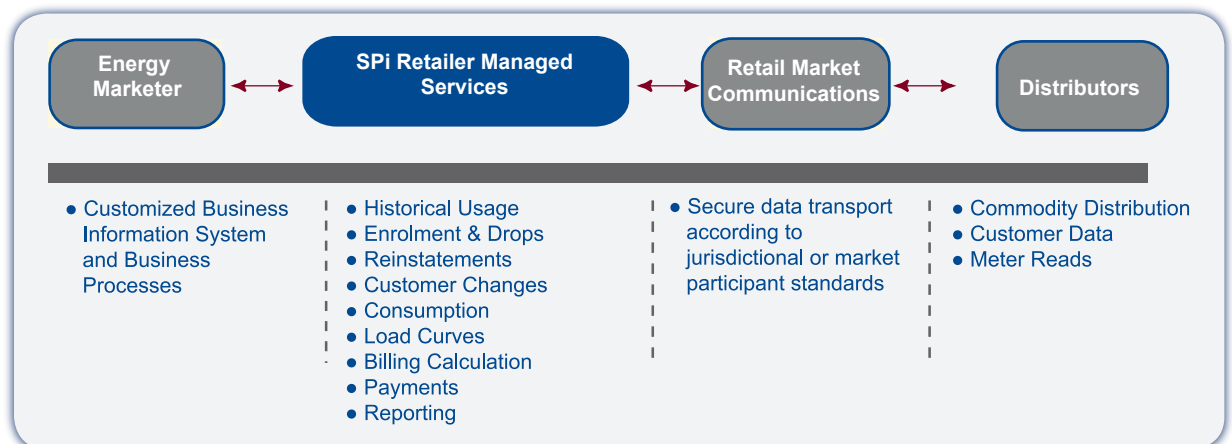 Energy
Marketer
SPi Retailer Managed
Services
Retail Market
Communications
Distributors
● Customized Business
Information System
and Business
Processes
● Historical Usage
● Enrolment & Drops
● Reinstatements
● Customer Changes
● Consumption
● Load Curves
● Billing Calculation
● Payments
● Reporting
● Secure data transport
according to
jurisdictional or market
participant standards
● Commodity Distribution
● Customer Data
● Meter Reads